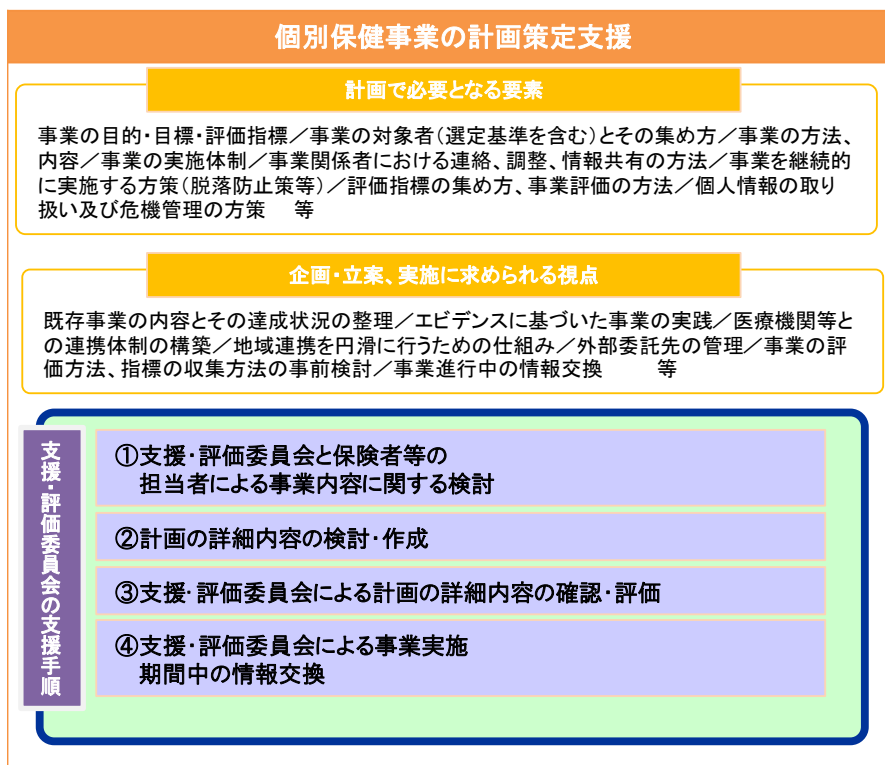 個別保健事業の計画策定支援
計画で必要となる要素
事業の目的・目標・評価指標／事業の対象者（選定基準を含む）とその集め方／事業の方法、
内容／事業の実施体制／事業関係者における連絡、調整、情報共有の方法／事業を継続的
に実施する方策（脱落防止策等）／評価指標の集め方、事業評価の方法／個人情報の取り
扱い及び危機管理の方策　等
企画・立案、実施に求められる視点
既存事業の内容とその達成状況の整理／エビデンスに基づいた事業の実践／医療機関等と
の連携体制の構築／地域連携を円滑に行うための仕組み／外部委託先の管理／事業の評
価方法、指標の収集方法の事前検討／事業進行中の情報交換　　　等
支援・評価委員会の支援手順
①支援・評価委員会と保険者等の
担当者による事業内容に関する検討
②計画の詳細内容の検討・作成
③支援・評価委員会による計画の詳細内容の確認・評価
④支援・評価委員会による事業実施
期間中の情報交換